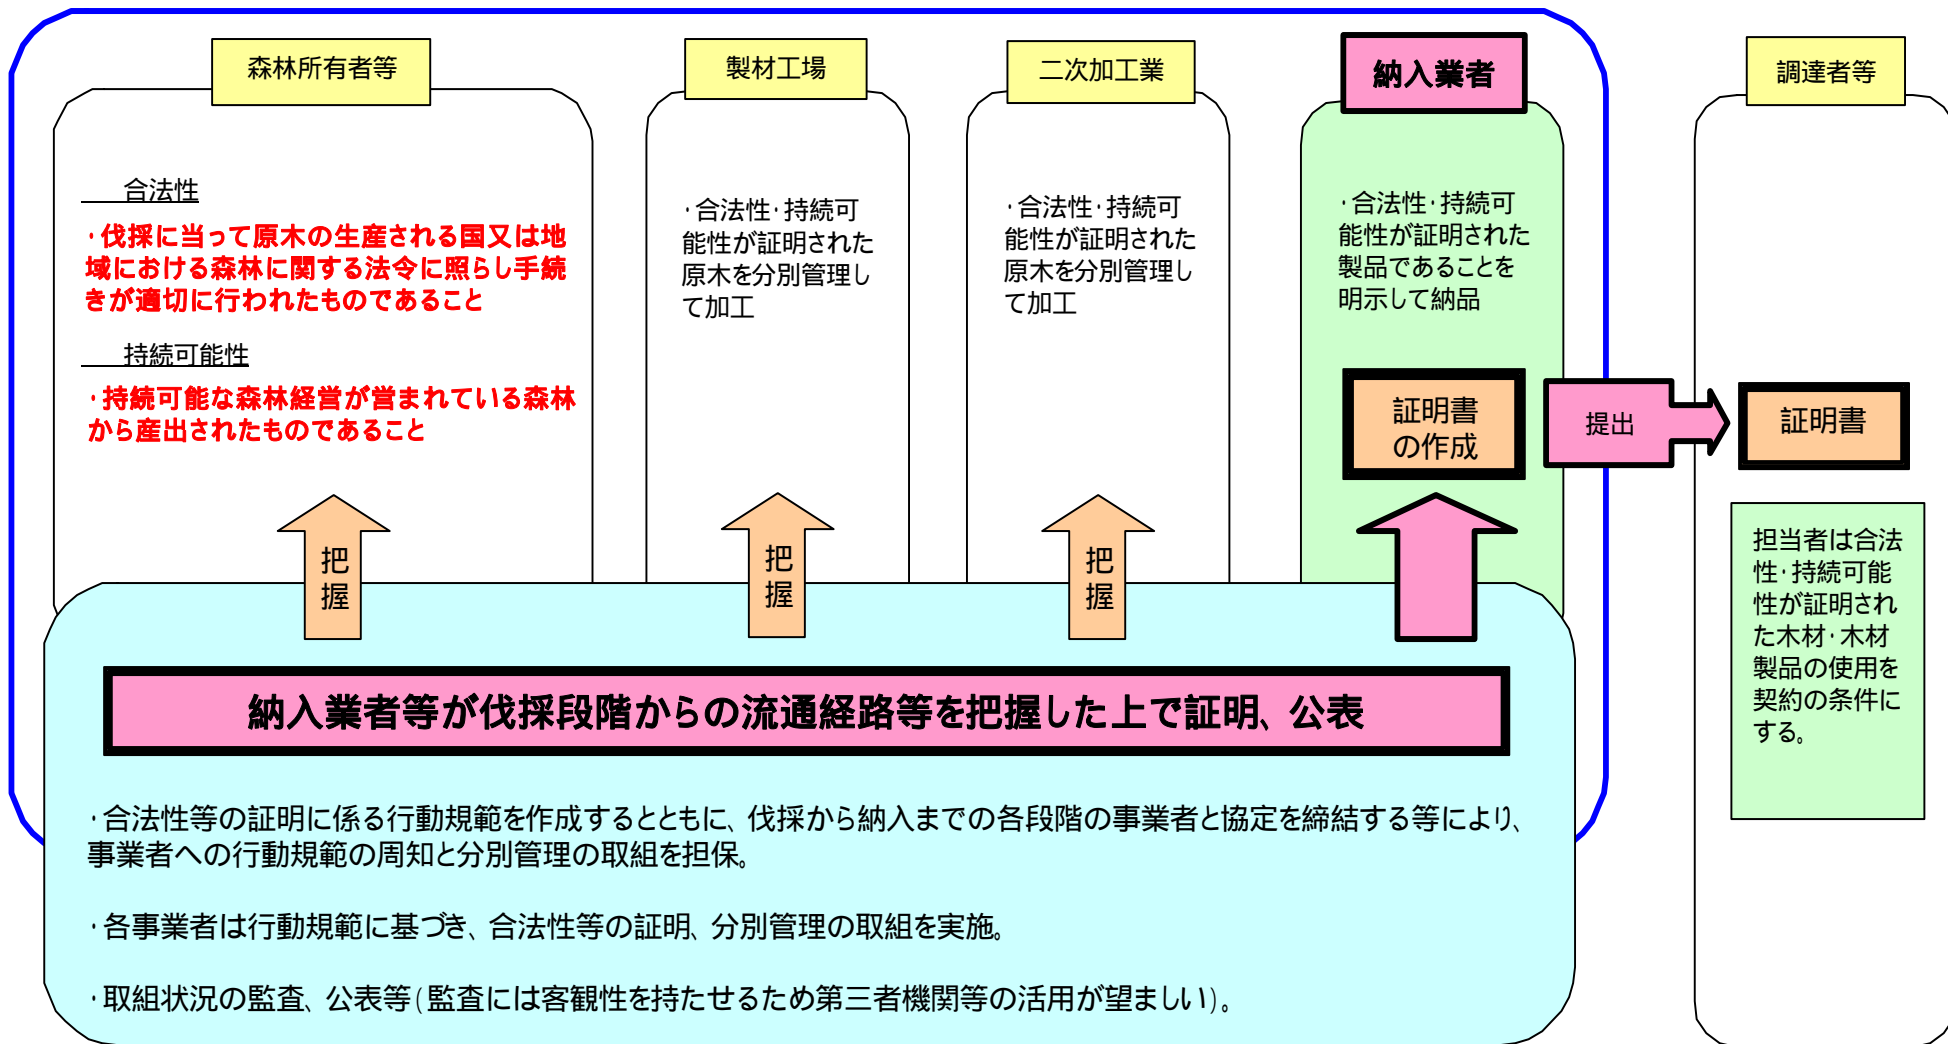 森林所有者等
合法性
・伐採に当って原木の生産される国又は地
域における森林に関する法令に照らし手続
きが適切に行われたものであること
持続可能性
・持続可能な森林経営が営まれている森林
から産出されたものであること
把
握
製材工場
・合法性・持続可
能性が証明された
原木を分別管理し
て加工
把
握
二次加工業
・合法性・持続可
能性が証明された
原木を分別管理し
て加工
把
握
納入業者
・合法性・持続可
能性が証明された
製品であることを
明示して納品
証明書
の作成
提出
調達者等
証明書
担当者は合法
性・持続可能
性が証明され
た木材・木材
製品の使用を
契約の条件に
する。
納入業者等が伐採段階からの流通経路等を把握した上で証明、公表
・合法性等の証明に係る行動規範を作成するとともに、伐採から納入までの各段階の事業者と協定を締結する等により、
事業者への行動規範の周知と分別管理の取組を担保。
・各事業者は行動規範に基づき、合法性等の証明、分別管理の取組を実施。
・取組状況の監査、公表等(監査には客観性を持たせるため第三者機関等の活用が望ましい)。